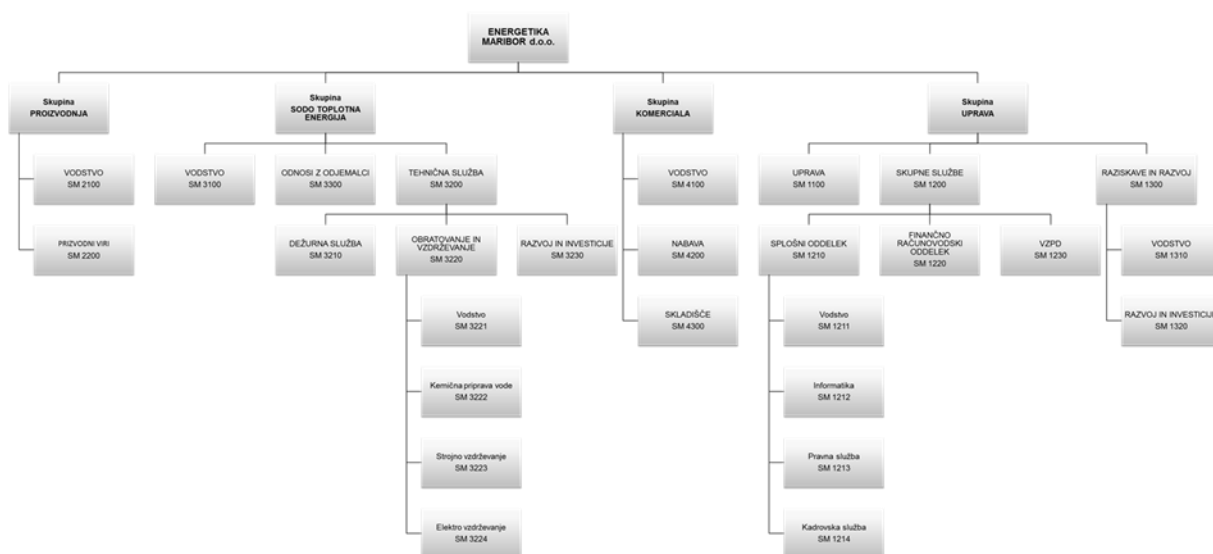 ENERGETIKA
MARIBOR d.o.o.
Skupina
PROIZVODNJA
Skupina
SODO TOPLOTNA
ENERGIJA
Skupina
KOMERCIALA
Skupina
UPRAVA
VODSTVO
SM 2100
VODSTVO
SM 3100
ODNOSI Z ODJEMALCI
SM 3300
TEHNIČNA SLUŽBA
SM 3200
VODSTVO
SM 4100
UPRAVA
SM 1100
SKUPNE SLUŽBE
SM 1200
RAZISKAVE IN RAZVOJ
SM 1300
PRIZVODNI VIRI
SM 2200
DEŽURNA SLUŽBA
SM 3210
OBRATOVANJE IN
VZDRŽEVANJE
SM 3220
RAZVOJ IN INVESTICIJE
SM 3230
NABAVA
SM 4200
SPLOŠNI ODDELEK
SM 1210
FINANČNO
RAČUNOVODSKI
ODDELEK
SM 1220
VZPD
SM 1230
VODSTVO
SM 1310
Vodstvo
SM 3221
SKLADIŠČE
SM 4300
Vodstvo
SM 1211
RAZVOJ IN INVESTICIJE
SM 1320
Kemična priprava vode
SM 3222
Informatika
SM 1212
Strojno vzdrževanje
SM 3223
Pravna služba
SM 1213
Elektro vzdrževanje
SM 3224
Kadrovska služba
SM 1214